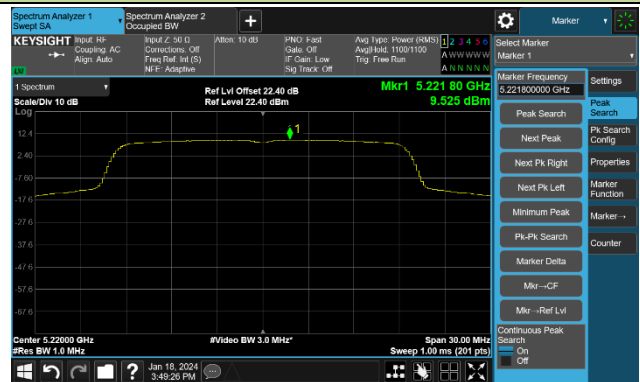 Spectrum Analyzer 1
Swept SA
Spectrum Analyzer 2
Occupied BW
Marker
KEYSIGHT
Input: RF
Coupling: AC
Align: Auto
Input Z: 50 Ω
Corrections: Off
Freq Ref: Int (S)
NFE: Adaptive
Atten: 10 dB
PNO: Fast
Gate: Off
IF Gain: Low
Sig Track: Off
Avg Type: Power (RMS)
Avg|Hold: 1100/1100
Trig: Free Run
1 2 3 4 5 6
A W W W W W
A N N N N N
Select Marker
Marker 1
1 Spectrum
Scale/Div 10 dB
Ref Lvl Offset 22.40 dB
Ref Level 22.40 dBm
Mkr1 5.221 80 GHz
9.525 dBm
Log
12.4
2.40
-7.60
-17.6
-27.6
-37.6
-47.6
-57.6
-67.6
1
Center 5.22000 GHz
#Res BW 1.0 MHz
#Video BW 3.0 MHz*
Span 30.00 MHz
Sweep 1.00 ms (201 pts)
Marker Frequency
5.221800000 GHz
Peak Search
Next Peak
Next Pk Right
Next Pk Left
Minimum Peak
Pk-Pk Search
Marker Delta
Mkr→CF
Mkr→Ref Lvl
Continuous Peak
Search
On
Off
Settings
Peak
Search
Pk Search
Config
Properties
Marker
Function
Marker→
Counter
Jan 18, 2024
3:49:26 PM